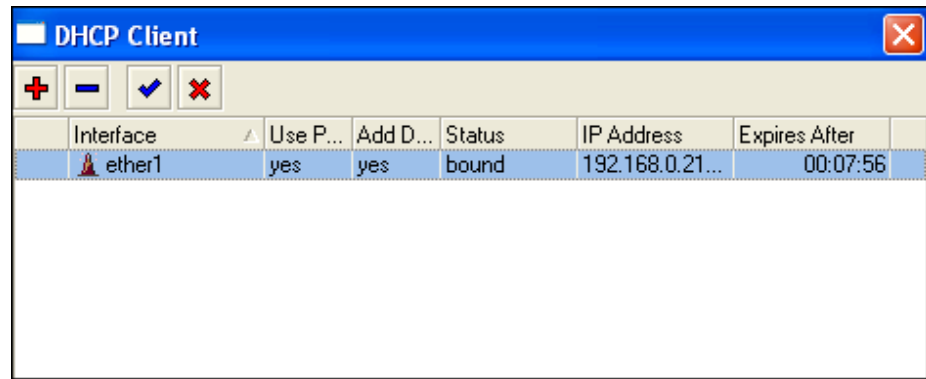 DHCP Client
Interface Use P... Add D... Status IP Address Expires After
ether1 yes yes bound 192.168.0.21... 00:07:56